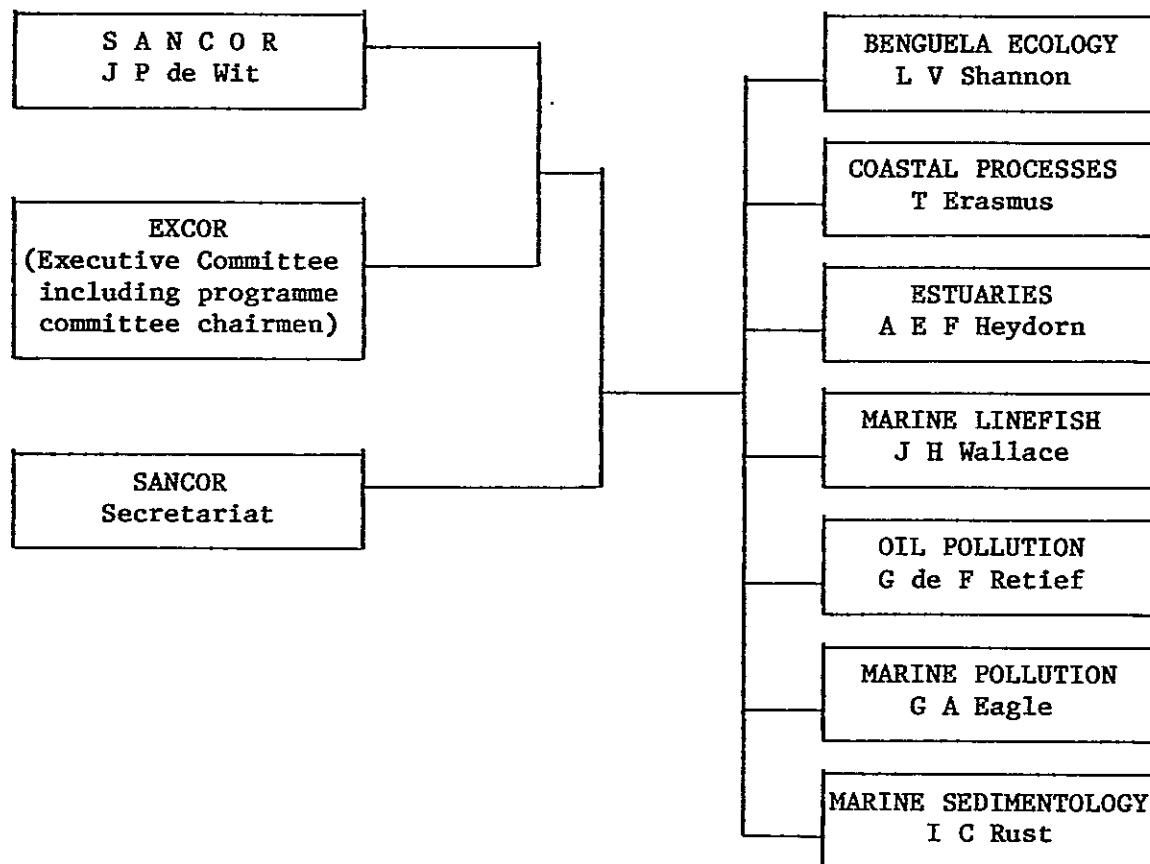 S A N C O R
J P de Wit
EXCOR
(Executive Committee
including programme
committee chairmen)
SANCOR
Secretariat
BENGUELA ECOLOGY
L V Shannon
COASTAL PROCESSES
T Erasmus
ESTUARIES
A E F Heydorn
MARINE LINEFISH
J H Wallace
OIL POLLUTION
G de F Retief
MARINE POLLUTION
G A Eagle
MARINE SEDIMENTOLOGY
I C Rust